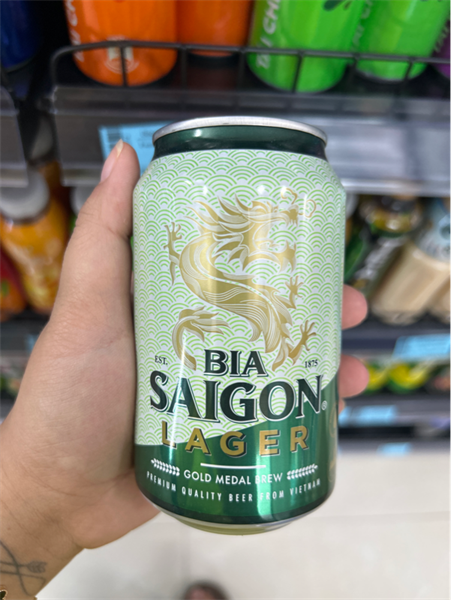 EST. BIA 1875
SAIGON®
LAGER
GOLD MEDAL BREW
PREMIUM QUALITY BEER FROM VIETNAM